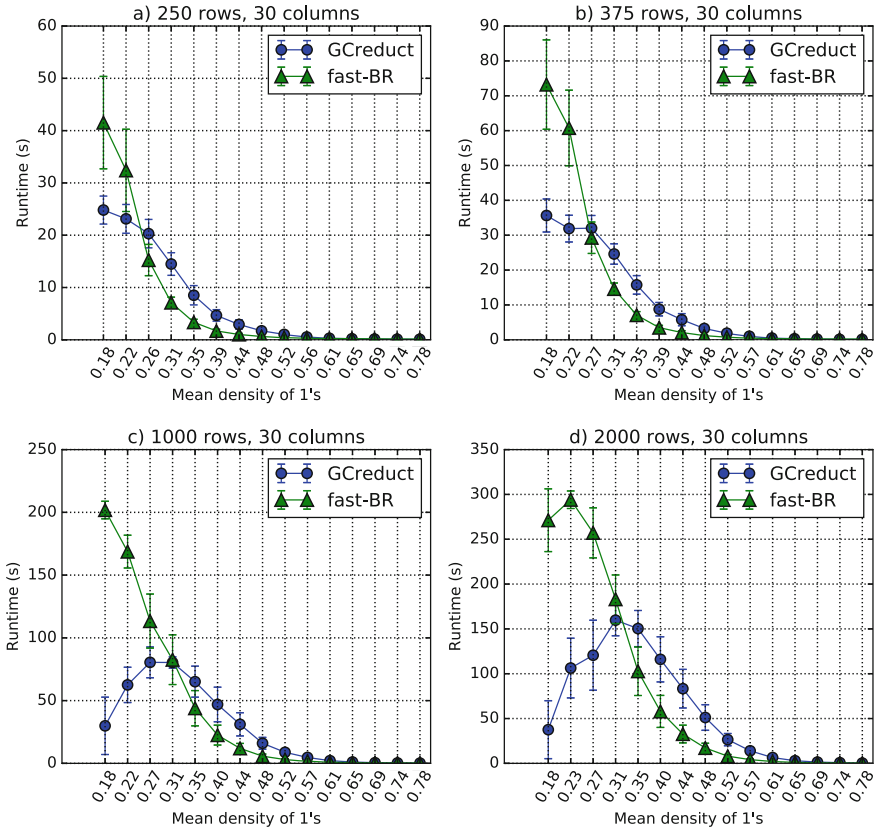 a) 250 rows, 30 columns
GCreduct
fast-BR
Runtime (s)
60
50
40
30
20
10
0
0.18 0.22 0.26 0.31 0.35 0.39 0.44 0.48 0.52 0.56 0.61 0.65 0.69 0.74 0.78
Mean density of 1's
b) 375 rows, 30 columns
GCreduct
fast-BR
Runtime (s)
90
80
70
60
50
40
30
20
10
0
0.18 0.22 0.27 0.31 0.35 0.39 0.44 0.48 0.52 0.56 0.61 0.65 0.69 0.74 0.78
Mean density of 1's
c) 1000 rows, 30 columns
GCreduct
fast-BR
Runtime (s)
250
200
150
100
50
0
0.18 0.22 0.27 0.31 0.35 0.40 0.44 0.48 0.52 0.57 0.61 0.65 0.69 0.74 0.78
Mean density of 1's
d) 2000 rows, 30 columns
GCreduct
fast-BR
Runtime (s)
350
300
250
200
150
100
50
0
0.18 0.23 0.27 0.31 0.35 0.40 0.44 0.48 0.52 0.57 0.61 0.65 0.69 0.74 0.78
Mean density of 1's